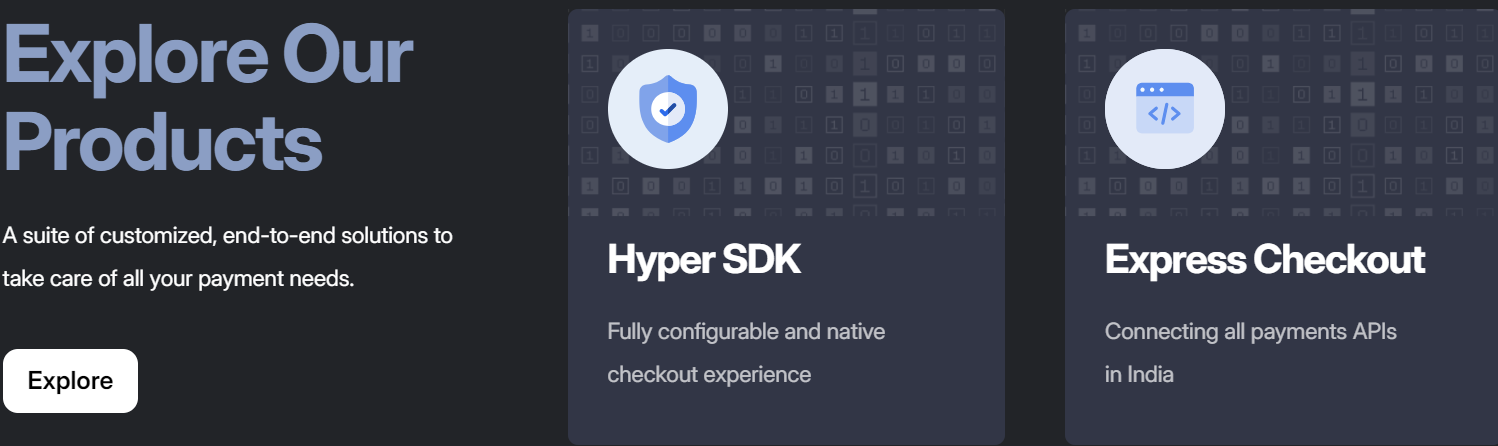 Explore Our
Products
A suite of customized, end-to-end solutions to
take care of all your payment needs.
Explore
Hyper SDK
Fully configurable and native
checkout experience
Express Checkout
Connecting all payments APIs
in India